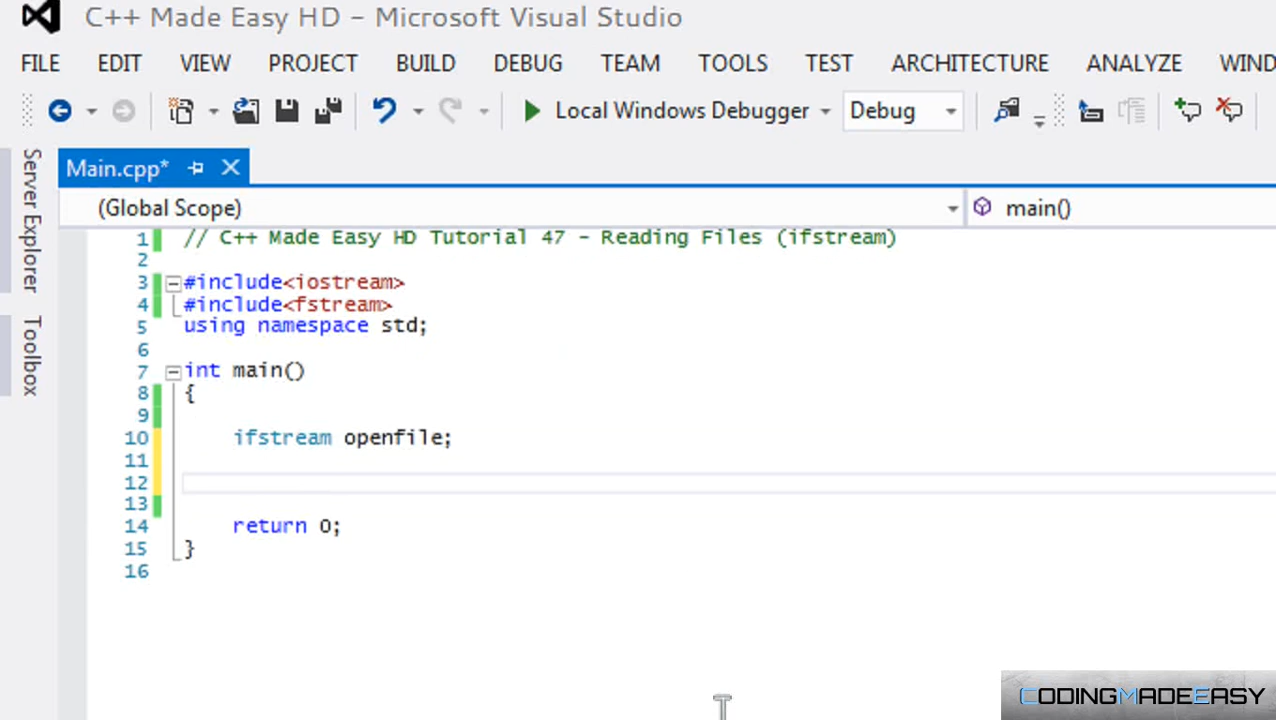 C++ Made Easy HD - Microsoft Visual Studio
FILE EDIT VIEW PROJECT BUILD DEBUG TEAM TOOLS TEST ARCHITECTURE ANALYZE WIND
Local Windows Debugger Debug
Server Explorer
Toolbox
Main.cpp*
(Global Scope) main()
1 // C++ Made Easy HD Tutorial 47 - Reading Files (ifstream)
2
3 #include<iostream>
4 #include<fstream>
5 using namespace std;
6
7 int main()
8 {
9
10 ifstream openfile;
11
12
13
14 return 0;
15 }
16
CODINGMADEEASY